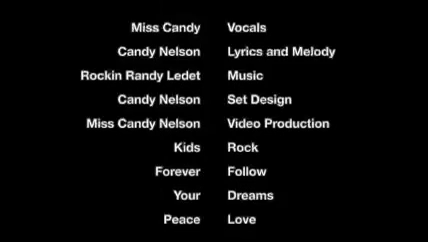 Miss Candy Vocals
Candy Nelson Lyrics and Melody
Rockin Randy Ledet Music
Candy Nelson Set Design
Miss Candy Nelson Video Production
Kids Rock
Forever Follow
Your Dreams
Peace Love